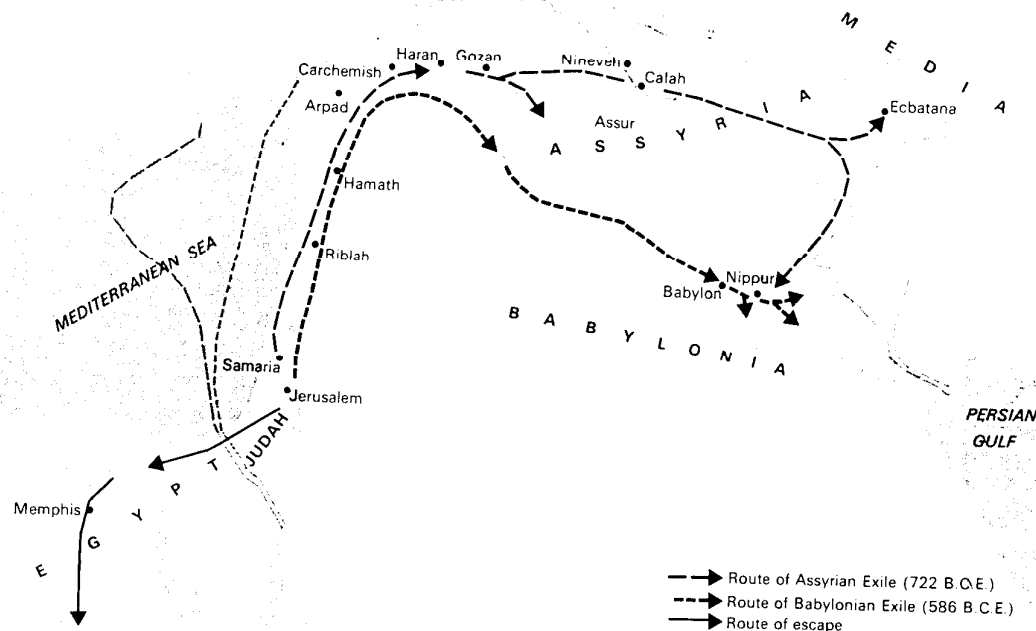 MEDIA
Haran
Gozan
Nineveh
Carchemish
Calah
Arpad
Ecbatana
Assur
ASSYRIA
Hamath
MEDITERRANEAN SEA
Riblah
Nippur
Babylon
BABYLONIA
Samaria
Jerusalem
PERSIAN
GULF
JUDAH
Memphis
EGYPT
Route of Assyrian Exile (722 B.C.E.)
Route of Babylonian Exile (586 B.C.E.)
Route of escape